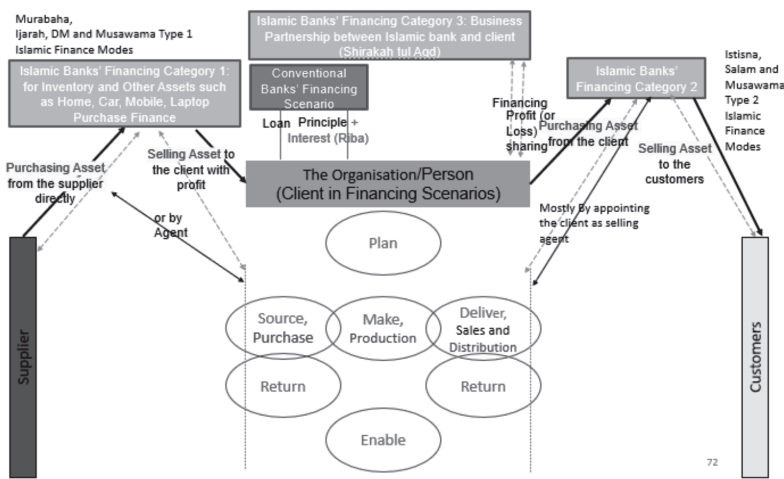 Murabaha,
Ijarah, DM and Musawama Type 1
Islamic Finance Modes
Islamic Banks' Financing Category 1:
for Inventory and Other Assets such
as Home, Car, Mobile, Laptop
Purchase Finance
Islamic Banks' Financing Category 3: Business
Partnership between Islamic bank and client
(Shirakah tul Aqd)
Conventional
Banks' Financing
Scenario
Loan
Principle +
Interest (Riba)
Financing
Profit (or
Loss)
sharing
Islamic Banks'
Financing Category 2
Istisna,
Salam and
Musawama
Type 2
Islamic
Finance
Modes
Purchasing Asset
from the supplier
directly
Selling Asset to
the client with
profit
or by
Agent
The Organisation/Person
(Client in Financing Scenarios)
Purchasing Asset
from the client
Selling Asset
to the
customers
Mostly By appointing
the client as selling
agent
Plan
Source,
Purchase
Make,
Production
Deliver,
Sales and
Distribution
Return
Return
Enable
Supplier
Customers
72